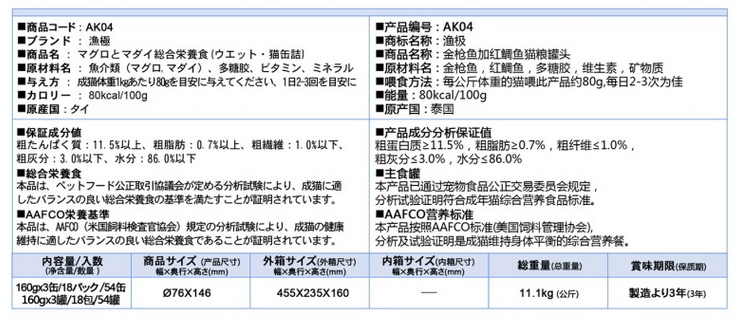 ■商品コード：AK04
■ブランド　：漁極
■商品名　：マグロとマダイ総合栄養食(ウエット・猫缶詰)
■原材料名　：魚介類（マグロ,マダイ）、多糖胶、ビタミン、ミネラル
■与え方　：成猫体重1kgあたり80gを目安に与えてください、1日2-3回を目安に
■カロリー　：80kcal/100g
■原産国：タイ
■保証成分値
粗たんぱく質：11.5%以上、粗脂肪：0.7%以上、粗繊維：1.0%以下、
粗灰分：3.0%以下、水分：86.0%以下
■総合栄養食
本品は、ペットフード公正取引協議会が定める分析試験により、成猫に適
したバランスの良い総合栄養食の基準を満たすことが証明されています。
■AAFCO栄養基準
本品は、AAFCO（米国飼料検査官協会）規定の分析試験により、成猫の健康
維持に適したバランスの良い総合栄養食であることが証明されています。
■产品编号：AK04
■商标名称：渔极
■商品名称：金枪鱼加红鲷鱼猫粮罐头
■原材料名：金枪鱼，红鲷鱼，多糖胶，维生素，矿物质
■喂食方法：每公斤体重的猫喂此产品约80g,每日2-3次为佳
■能量：80kcal/100g
■原产国：泰国
■产品成分分析保证值
粗蛋白质≥11.5%，粗脂肪≥0.7%，粗纤维≤1.0%，
粗灰分≤3.0%，水分≤86.0%
■主食罐
本产品已通过宠物食品公正交易委员会规定，
分析试验证明符合成年猫综合营养食品标准。
■AAFCO营养标准
本产品按照AAFCO标准(美国饲料管理协会)，
分析及试验证明是成猫维持身体平衡的综合营养餐。
内容量/入数
(净含量/数量)
商品サイズ (产品尺寸)
幅×奥行×高さ(mm)
外箱サイズ (外箱尺寸)
幅×奥行×高さ(mm)
内箱サイズ (内箱尺寸)
幅×奥行×高さ(mm)
総重量 (总重量)
賞味期限 (保质期)
160gx3缶/18パック/54缶
160gx3罐/18包/54罐
Ø76X146
455X235X160
——
11.1kg (公斤)
製造より3年 (3年)